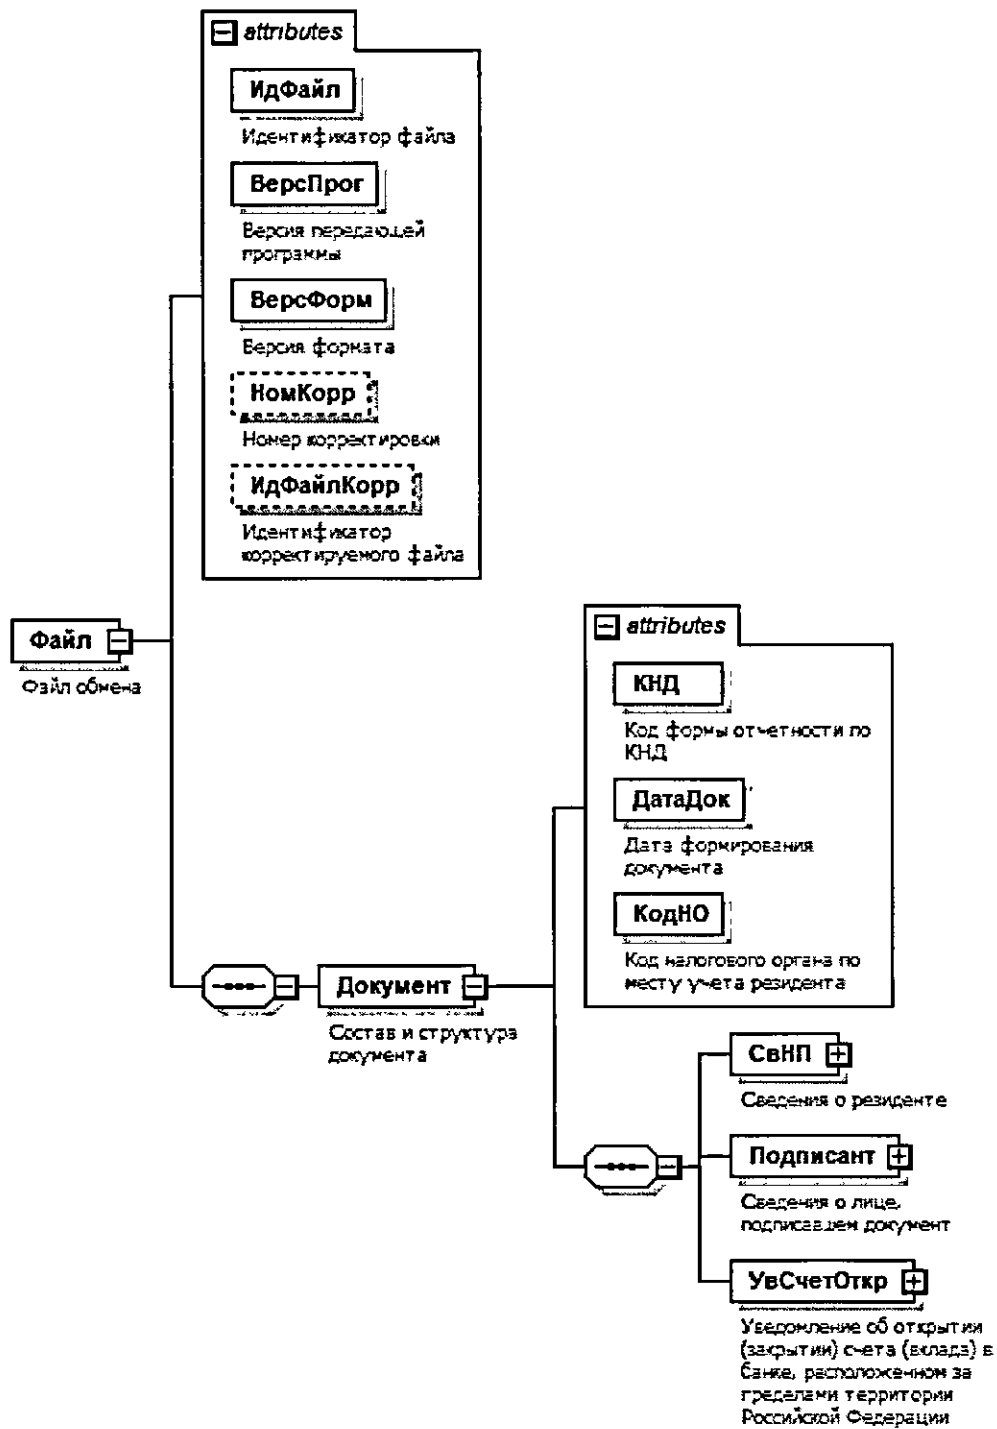 attributes
ИдФайл
Идентификатор файла
ВерсПрог
Версия передающей
программы
ВерсФорм
Версия формата
НомКорр
Номер корректировки
ИдФайлКорр
Идентификатор
корректируемого файла
Файл
Файл обмена
attributes
КНД
Код формы отчетности по
КНД
ДатаДок
Дата формирования
документа
КодНО
Код налогового органа по
месту учета резидента
Документ
Состав и структура
документа
СвНП
Сведения о резиденте
Подписант
Сведения о лице,
подписавшем документ
УвСчетОткр
Уведомление об открытии
(закрытии) счета (вклада) в
банке, расположенном за
пределами территории
Российской Федерации